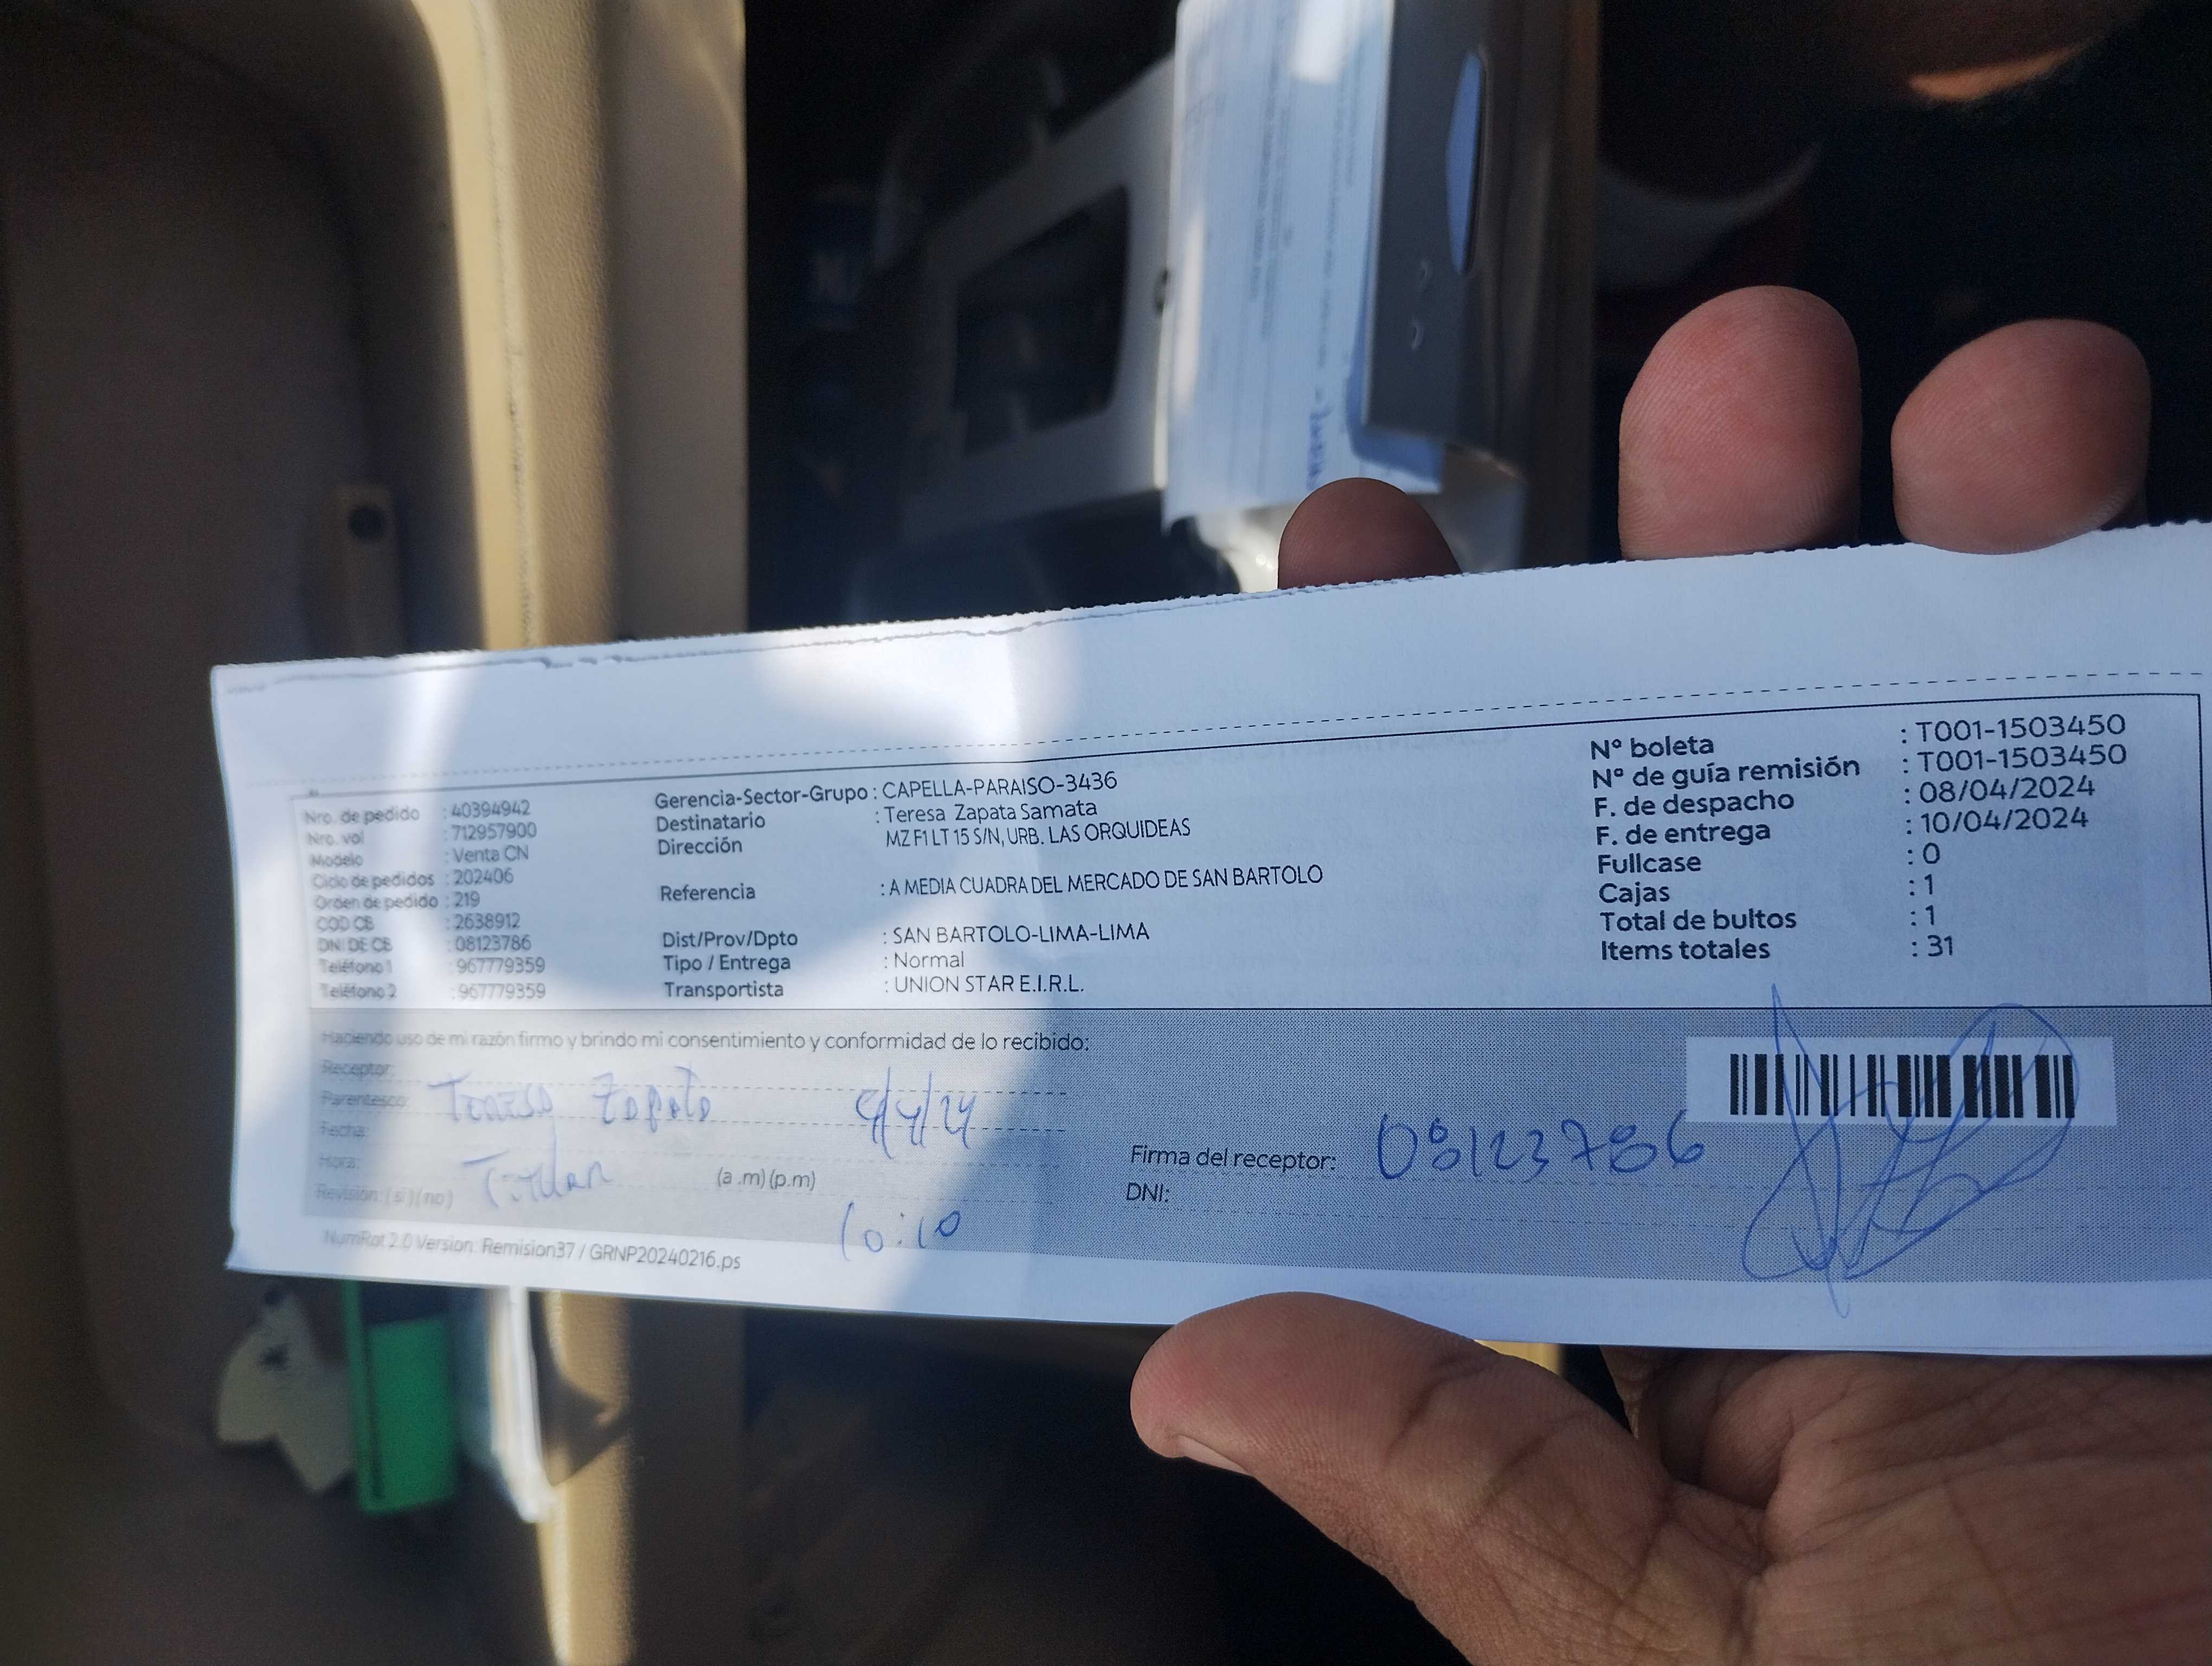 Nro. de pedido : 40394942
Nro. vol : 712957900
Modelo : Venta CN
Ciclo de pedidos : 202406
Orden de pedido : 219
COD CB : 2638912
DNI DE CB : 08123786
Teléfono 1 : 967779359
Teléfono 2 : 967779359
Gerencia-Sector-Grupo : CAPELLA-PARAISO-3436
Destinatario : Teresa Zapata Samata
Dirección MZ F1 LT 15 S/N, URB. LAS ORQUIDEAS
Referencia : A MEDIA CUADRA DEL MERCADO DE SAN BARTOLO
Dist/Prov/Dpto : SAN BARTOLO-LIMA-LIMA
Tipo / Entrega : Normal
Transportista : UNION STAR E.I.R.L.
N° boleta : T001-1503450
N° de guía remisión : T001-1503450
F. de despacho : 08/04/2024
F. de entrega : 10/04/2024
Fullcase : 0
Cajas : 1
Total de bultos : 1
Items totales : 31
Haciendo uso de mi razón firmo y brindo mi consentimiento y conformidad de lo recibido:
Receptor:
Parentesco: Teresa Zapata
Fecha:
Hora: (a .m) (p.m)
Revisión: (si) (no)
10:10
Firma del receptor: 08123786
DNI:
NumRot 2.0 Version: Remision37 / GRNP20240216.ps